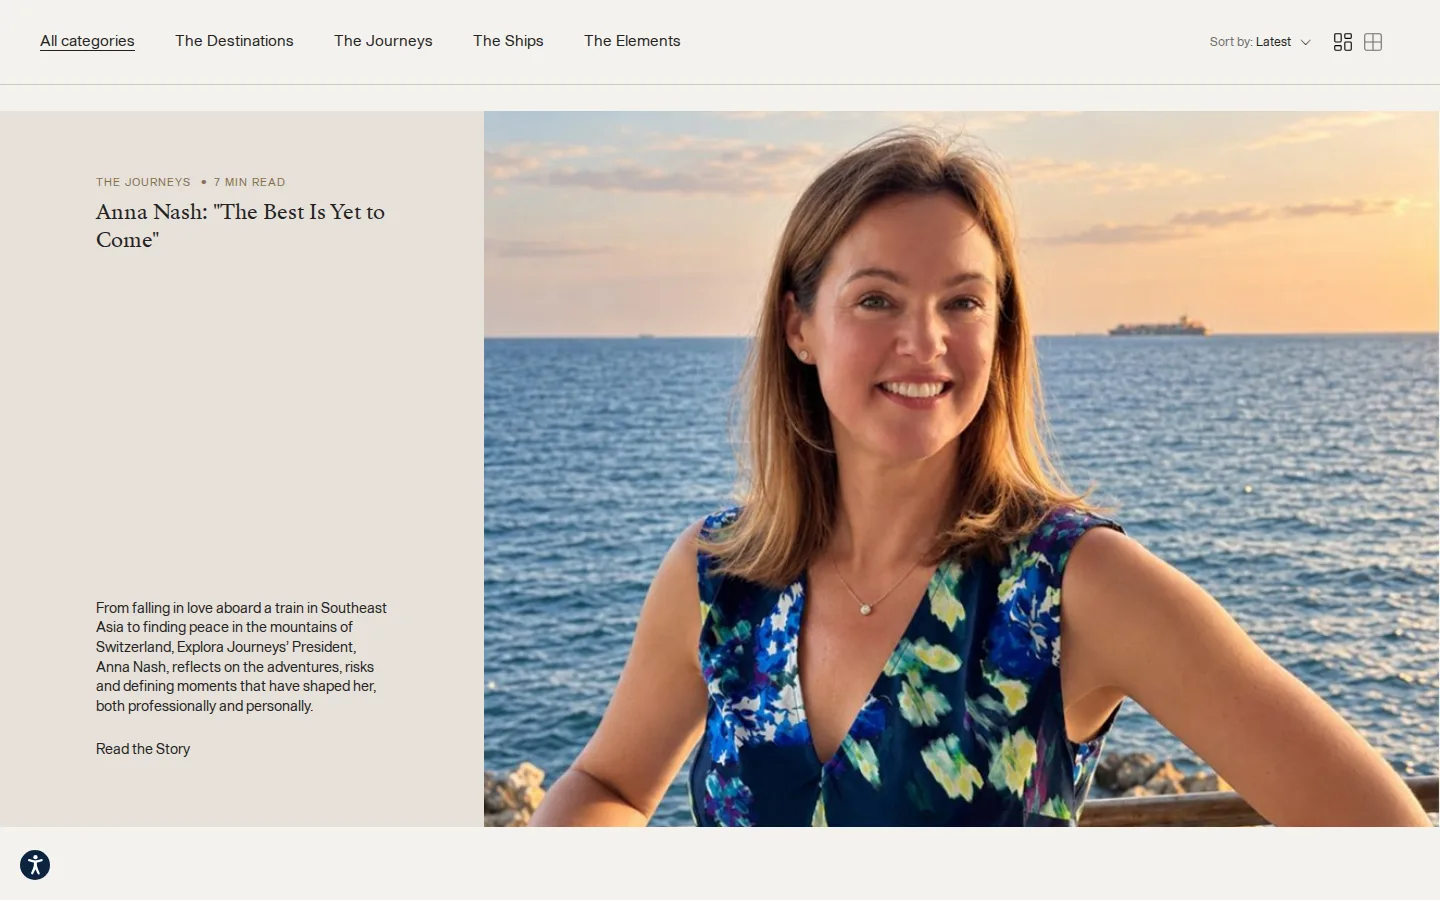 All categories
The Destinations
The Journeys
The Ships
The Elements
Sort by: Latest
THE JOURNEYS • 7 MIN READ
Anna Nash: "The Best Is Yet to
Come"
From falling in love aboard a train in Southeast
Asia to finding peace in the mountains of
Switzerland, Explora Journeys’ President,
Anna Nash, reflects on the adventures, risks
and defining moments that have shaped her,
both professionally and personally.
Read the Story